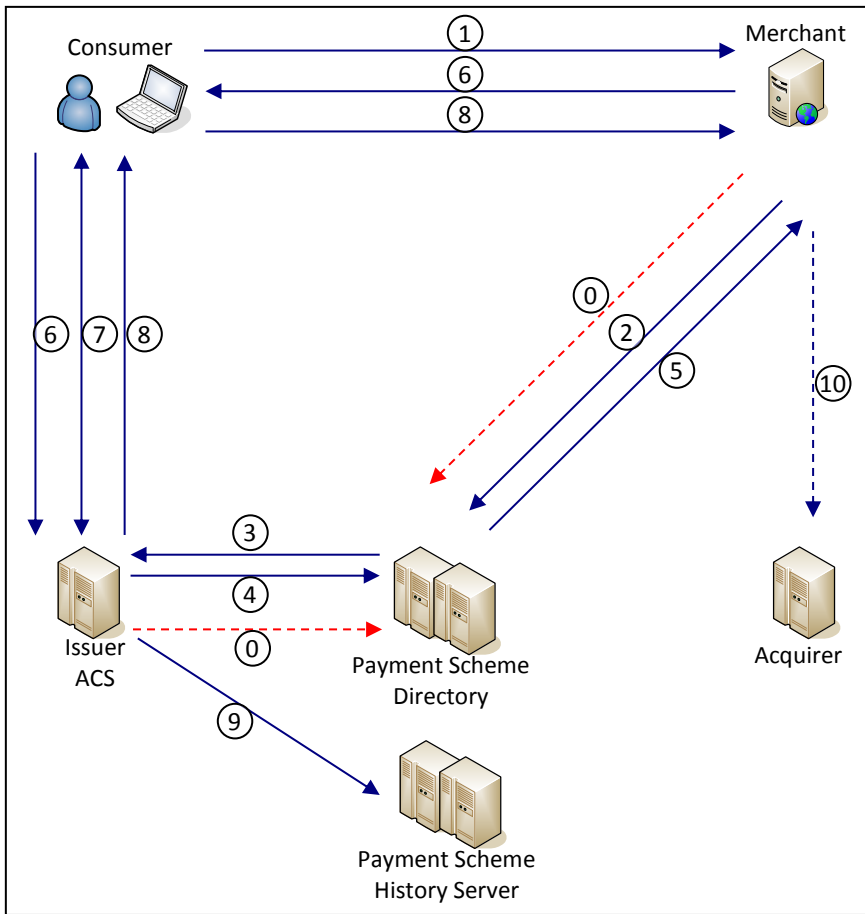 Consumer
Merchant
1
6
8
0
2
5
10
6
7
8
3
4
0
9
Issuer
ACS
Payment Scheme
Directory
Acquirer
Payment Scheme
History Server